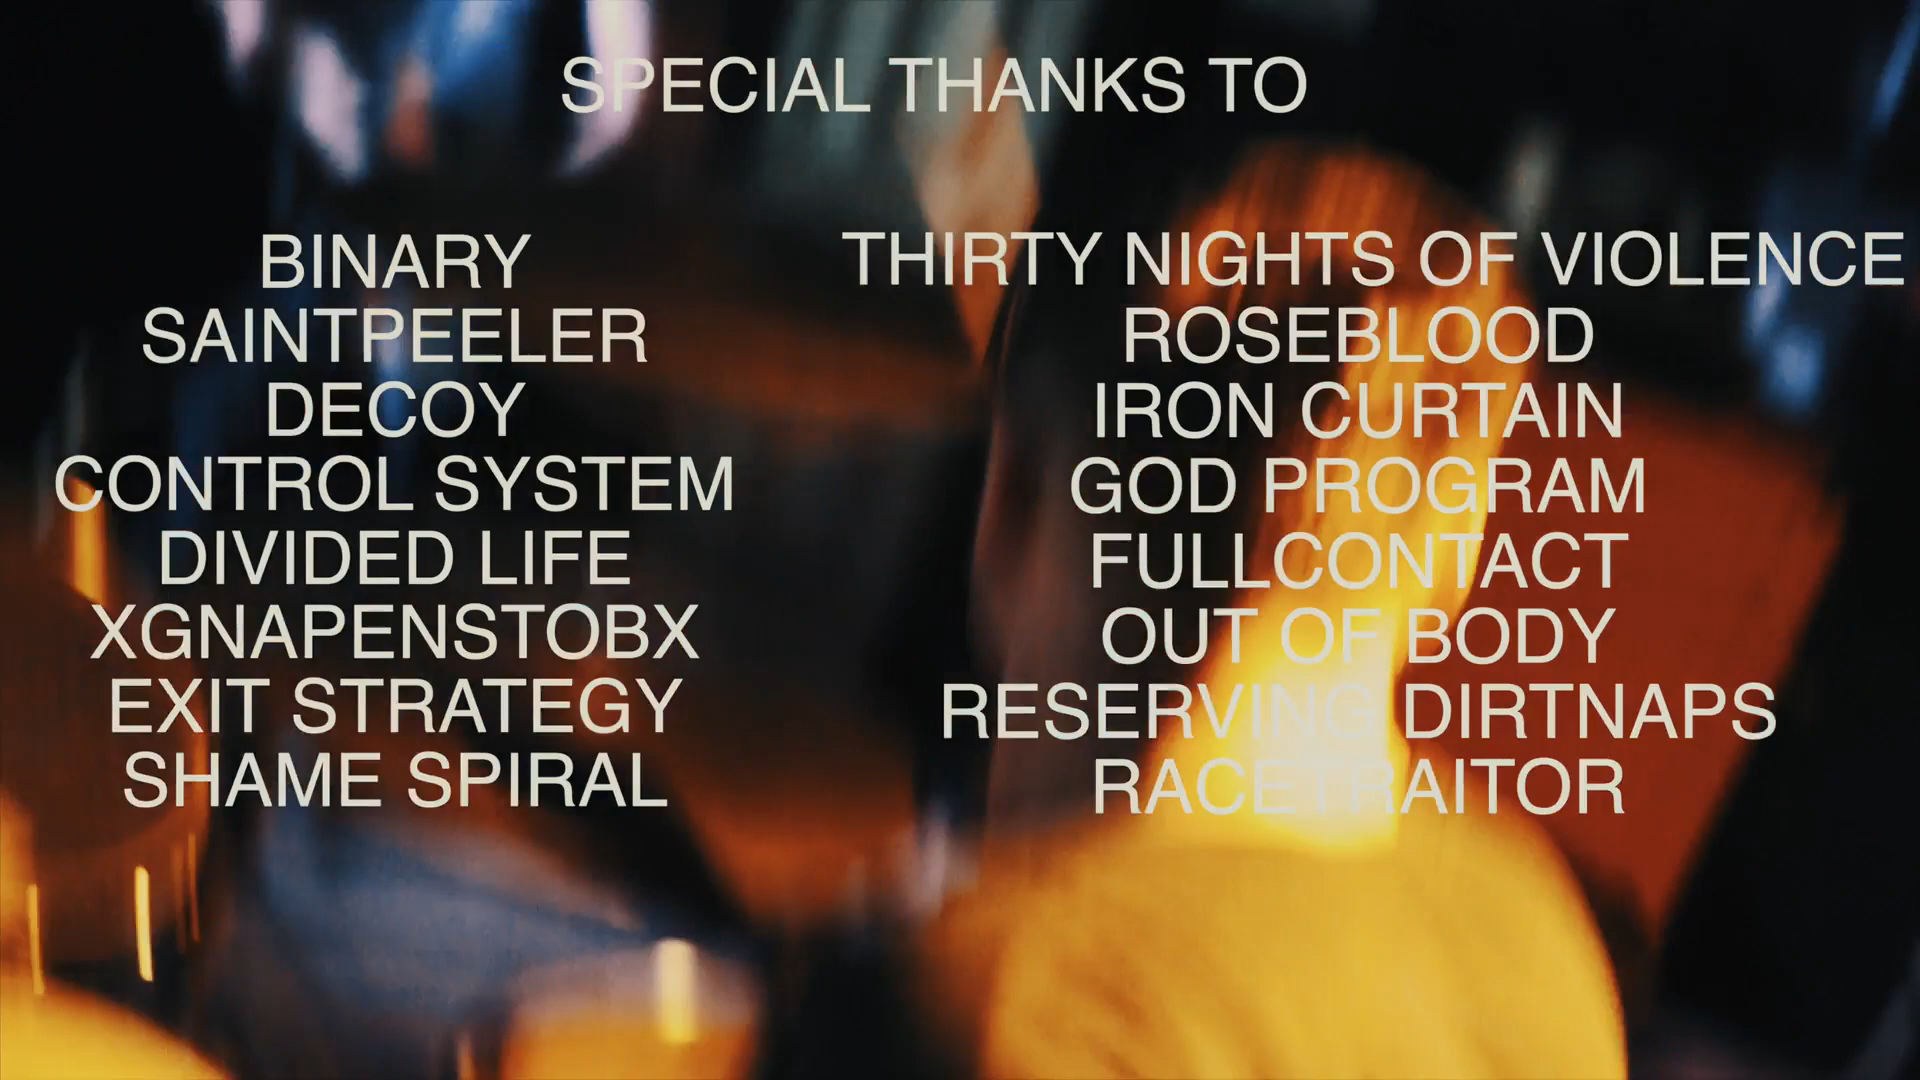 SPECIAL THANKS TO
BINARY
SAINTPEELER
DECOY
CONTROL SYSTEM
DIVIDED LIFE
XGNAPENSTOBX
EXIT STRATEGY
SHAME SPIRAL
THIRTY NIGHTS OF VIOLENCE
ROSEBLOOD
IRON CURTAIN
GOD PROGRAM
FULLCONTACT
OUT OF BODY
RESERVING DIRTNAPS
RACETRAITOR